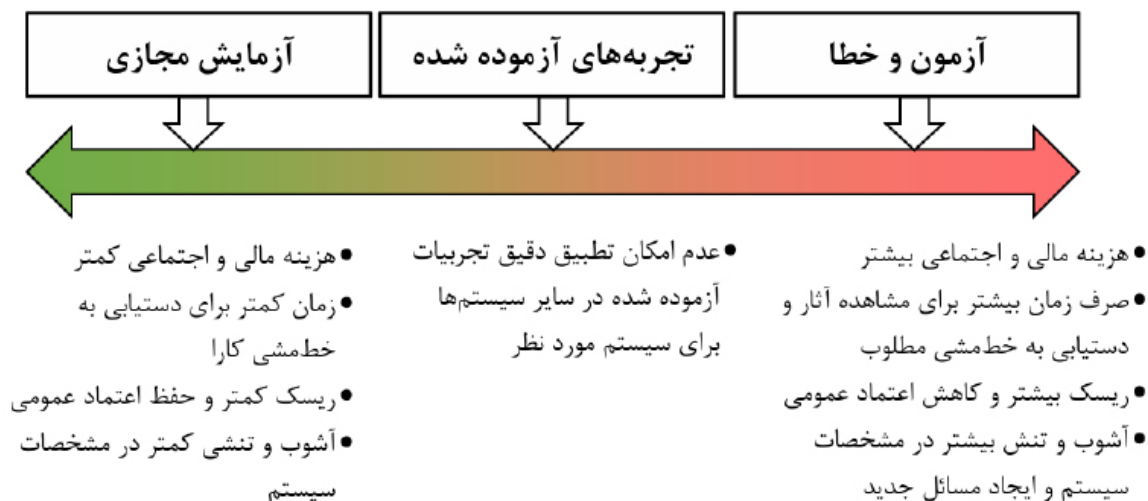 آزمون و خطا
تجربه‌های آزموده شده
آزمایش مجازی
• هزینه مالی و اجتماعی بیشتر
• صرف زمان بیشتر برای مشاهده آثار و
دستیابی به خط‌مشی مطلوب
• ریسک بیشتر و کاهش اعتماد عمومی
• آشوب و تنش بیشتر در مشخصات
سیستم و ایجاد مسائل جدید
• عدم امکان تطبیق دقیق تجربیات
آزموده شده در سایر سیستم‌ها
برای سیستم مورد نظر
• هزینه مالی و اجتماعی کمتر
• زمان کمتر برای دستیابی به
خط‌مشی کارا
• ریسک کمتر و حفظ اعتماد عمومی
• آشوب و تنشی کمتر در مشخصات
سیستم